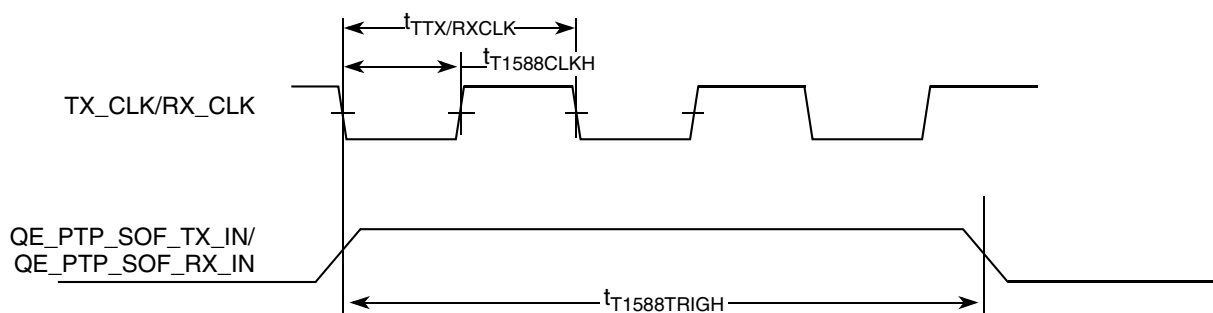 tTTX/RXCLK
tT1588CLKH
TX_CLK/RX_CLK
QE_PTP_SOF_TX_IN/
QE_PTP_SOF_RX_IN
tT1588TRIGH